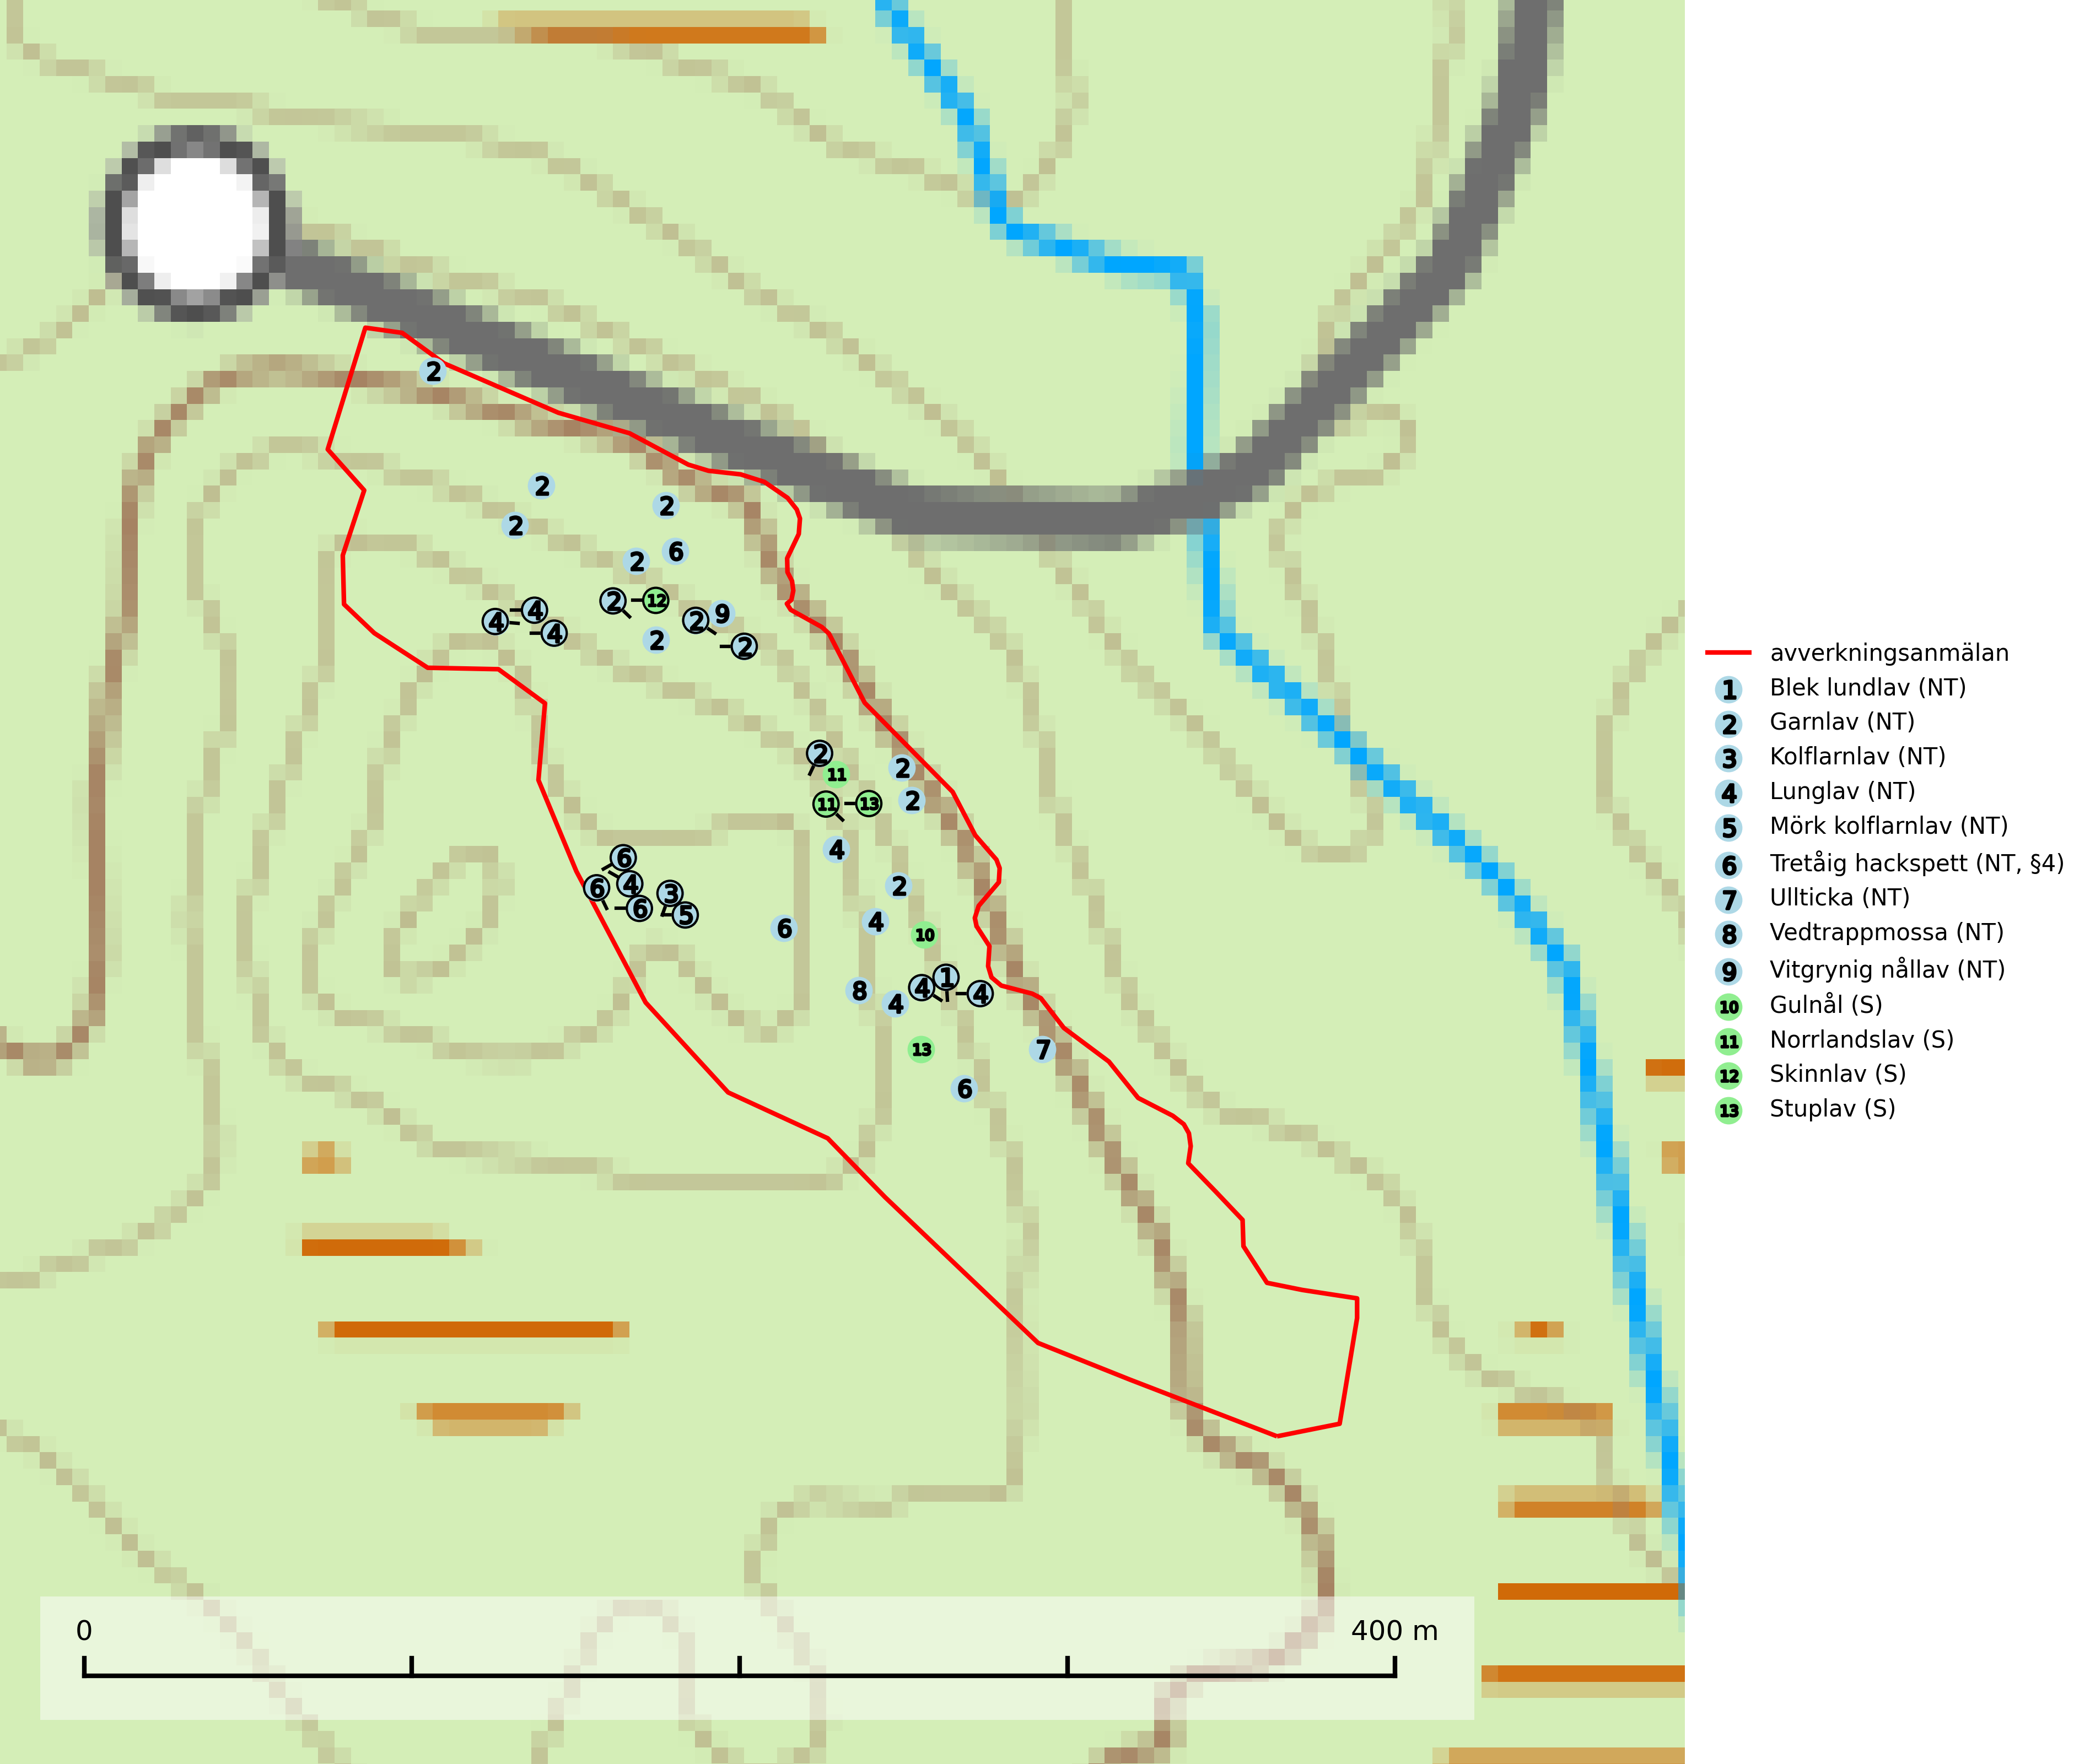 2
2
2
2
2
6
4
4
4
2
12
2
9
2
2
2
11
2
11
13
2
4
6
6
4
6
3
5
2
6
4
10
8
4
4
1
4
13
7
6
avverkningsanmälan
1 Blek lundlav (NT)
2 Garnlav (NT)
3 Kolflarnlav (NT)
4 Lunglav (NT)
5 Mörk kolflarnlav (NT)
6 Tretåig hackspett (NT, §4)
7 Ullticka (NT)
8 Vedtrappmossa (NT)
9 Vitgrynig nållav (NT)
10 Gulnål (S)
11 Norrlandslav (S)
12 Skinnlav (S)
13 Stuplav (S)
0 400 m